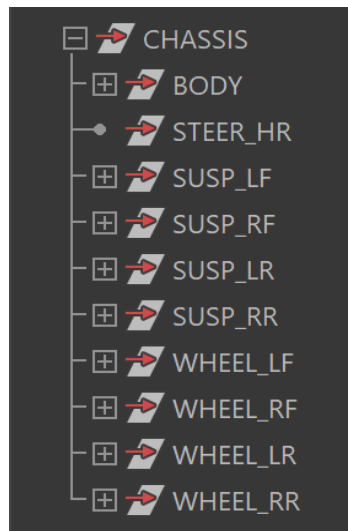 CHASSIS
BODY
STEER_HR
SUSP_LF
SUSP_RF
SUSP_LR
SUSP_RR
WHEEL_LF
WHEEL_RF
WHEEL_LR
WHEEL_RR